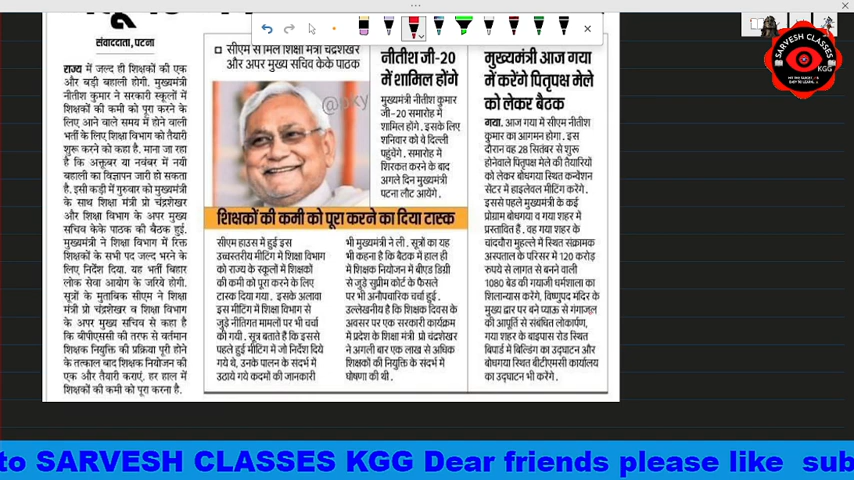 संवाददाता, पटना
राज्य में जल्द ही शिक्षकों की एक
और बड़ी बहाली होगी. मुख्यमंत्री
नीतीश कुमार ने सरकारी स्कूलों में
शिक्षकों की कमी को पूरा करने के
लिए आने वाले समय में होने वाली
भर्ती के लिए शिक्षा विभाग को तैयारी
शुरू करने को कहा है. माना जा रहा
है कि अक्तूबर या नवंबर में नयी
बहाली का विज्ञापन जारी हो सकता
है. इसी कड़ी में गुरुवार को मुख्यमंत्री
के साथ शिक्षा मंत्री प्रो चंद्रशेखर
और शिक्षा विभाग के अपर मुख्य
सचिव केके पाठक की बैठक हुई.
मुख्यमंत्री ने शिक्षा विभाग में रिक्त
शिक्षकों के सभी पद जल्द भरने के
लिए निर्देश दिया. यह भर्ती बिहार
लोक सेवा आयोग के जरिये होगी.
सूत्रों के मुताबिक सीएम ने शिक्षा
मंत्री प्रो चंद्रशेखर व शिक्षा विभाग
के अपर मुख्य सचिव से कहा है
कि बीपीएससी की तरफ से वर्तमान
शिक्षक नियुक्ति की प्रक्रिया पूरी होने
के तत्काल बाद शिक्षक नियोजन की
एक और तैयारी कराएं. हर हाल में
शिक्षकों की कमी को पूरा करना है.
सीएम से मिले शिक्षा मंत्री चंद्रशेखर
और अपर मुख्य सचिव केके पाठक
@pky
शिक्षकों की कमी को पूरा करने का दिया टास्क
सीएम हाउस में हुई इस
उच्चस्तरीय मीटिंग में शिक्षा विभाग
को राज्य के स्कूलों में शिक्षकों
की कमी को पूरा करने के लिए
टास्क दिया गया. इसके अलावा
इस मीटिंग में शिक्षा विभाग से
जुड़े नीतिगत मामलों पर भी चर्चा
की गयी. सूत्र बताते हैं कि इससे
पहले हुई मीटिंग में जो निर्देश दिये
गये थे, उनके पालन के संदर्भ में
उठाये गये कदमों की जानकारी
भी मुख्यमंत्री ने ली. सूत्रों का यह
भी कहना है कि बैठक में हाल ही
में शिक्षक नियोजन में बीएड डिग्री
से जुड़े सुप्रीम कोर्ट के फैसले
पर भी अनौपचारिक चर्चा हुई.
उल्लेखनीय है कि शिक्षक दिवस के
अवसर पर एक सरकारी कार्यक्रम
में प्रदेश के शिक्षा मंत्री प्रो चंद्रशेखर
ने अगली बार एक लाख से अधिक
शिक्षकों की नियुक्ति के संदर्भ में
घोषणा की थी.
नीतीश जी-20
में शामिल होंगे
मुख्यमंत्री नीतीश कुमार
जी-20 समारोह में
शामिल होंगे. इसके लिए
शनिवार को वे दिल्ली
पहुंचेंगे. समारोह में
शिरकत करने के बाद
अगले दिन मुख्यमंत्री
पटना लौट आयेंगे.
मुख्यमंत्री आज गया
में करेंगे पितृपक्ष मेले
को लेकर बैठक
गया. आज गया में सीएम नीतीश
कुमार का आगमन होगा. इस
दौरान वह 28 सितंबर से शुरू
होनेवाले पितृपक्ष मेले की तैयारियों
को लेकर बोधगया स्थित कन्वेंशन
सेंटर में हाइलेवल मीटिंग करेंगे.
इससे पहले मुख्यमंत्री के कई
प्रोग्राम बोधगया व गया शहर में
प्रस्तावित हैं. वह गया शहर के
चांदचौरा मुहल्ले में स्थित संक्रामक
अस्पताल के परिसर में 120 करोड़
रुपये से लागत से बनने वाली
1080 बेड की गयाजी धर्मशाला का
शिलान्यास करेंगे, विष्णुपद मंदिर के
मुख्य द्वार पर बने प्याऊ से गंगाजल
की आपूर्ति से संबंधित लोकार्पण,
गया शहर के बाइपास रोड स्थित
बिपार्ड में बिल्डिंग का उद्घाटन और
बोधगया स्थित बीटीएमसी कार्यालय
का उद्घाटन भी करेंगे.
SARVESH CLASSES
KGG
to SARVESH CLASSES KGG Dear friends please like sub